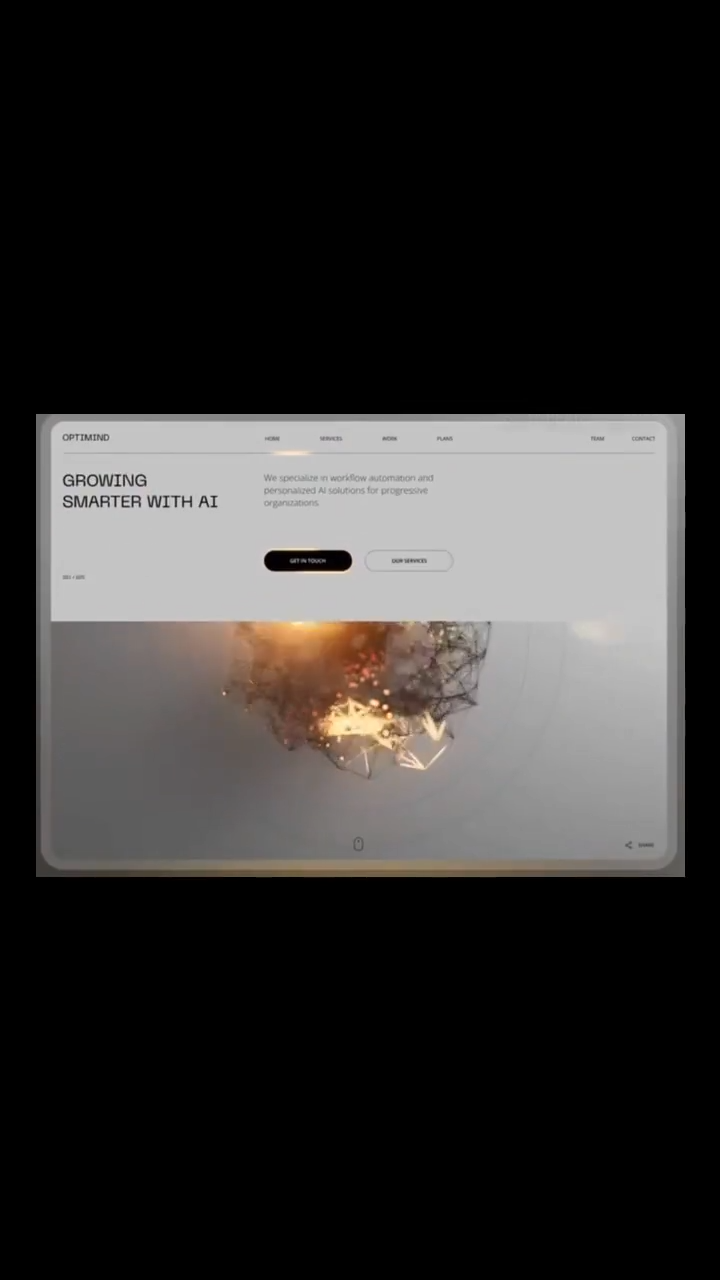 OPTIMIND
HOME SERVICES WORK PLANS TEAM CONTACT
GROWING
SMARTER WITH AI
We specialize in workflow automation and
personalized AI solutions for progressive
organizations.
GET IN TOUCH
OUR SERVICES
SHARE